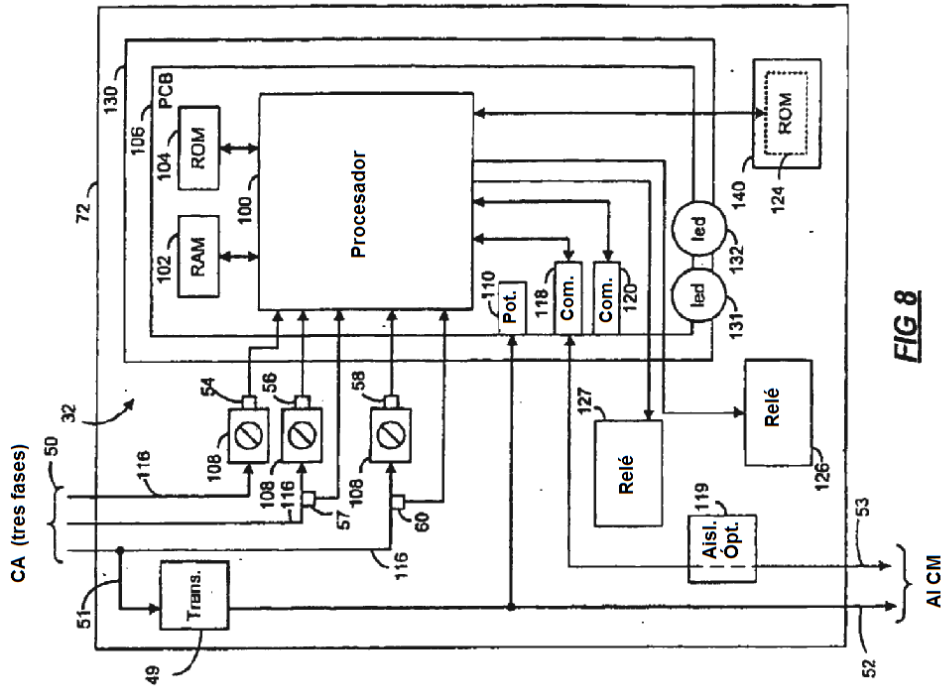 CA (tres fases)
50
72
130
106
PCB
32
116
51
Trans.
49
108
54
108
116
56
57
108
58
60
116
102
RAM
104
ROM
100
Procesador
110
Pot.
118
Com.
120
Com.
131
led
132
led
140
ROM
124
127
Relé
Relé
126
119
Aisl.
Ópt.
53
52
Al CM
FIG 8